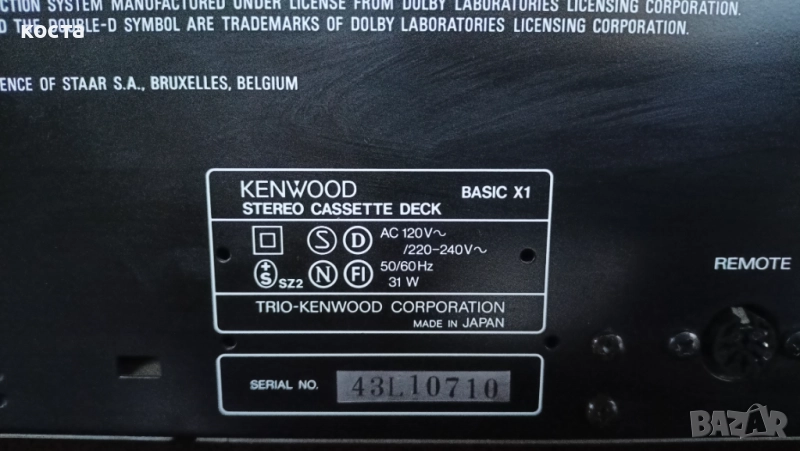 CTION SYSTEM MANUFACTURED UNDER LICENSE FROM DOLBY LABORATORIES LICENSING CORPORATION.
D THE DOUBLE-D SYMBOL ARE TRADEMARKS OF DOLBY LABORATORIES LICENSING CORPORATION.
коста
ENCE OF STAAR S.A., BRUXELLES, BELGIUM
KENWOOD BASIC X1
STEREO CASSETTE DECK
S D AC 120V~
/220-240V~
S SZ2 N FI 50/60Hz
31 W
TRIO-KENWOOD CORPORATION
MADE IN JAPAN
REMOTE
SERIAL NO. 43L10710
BAZAR